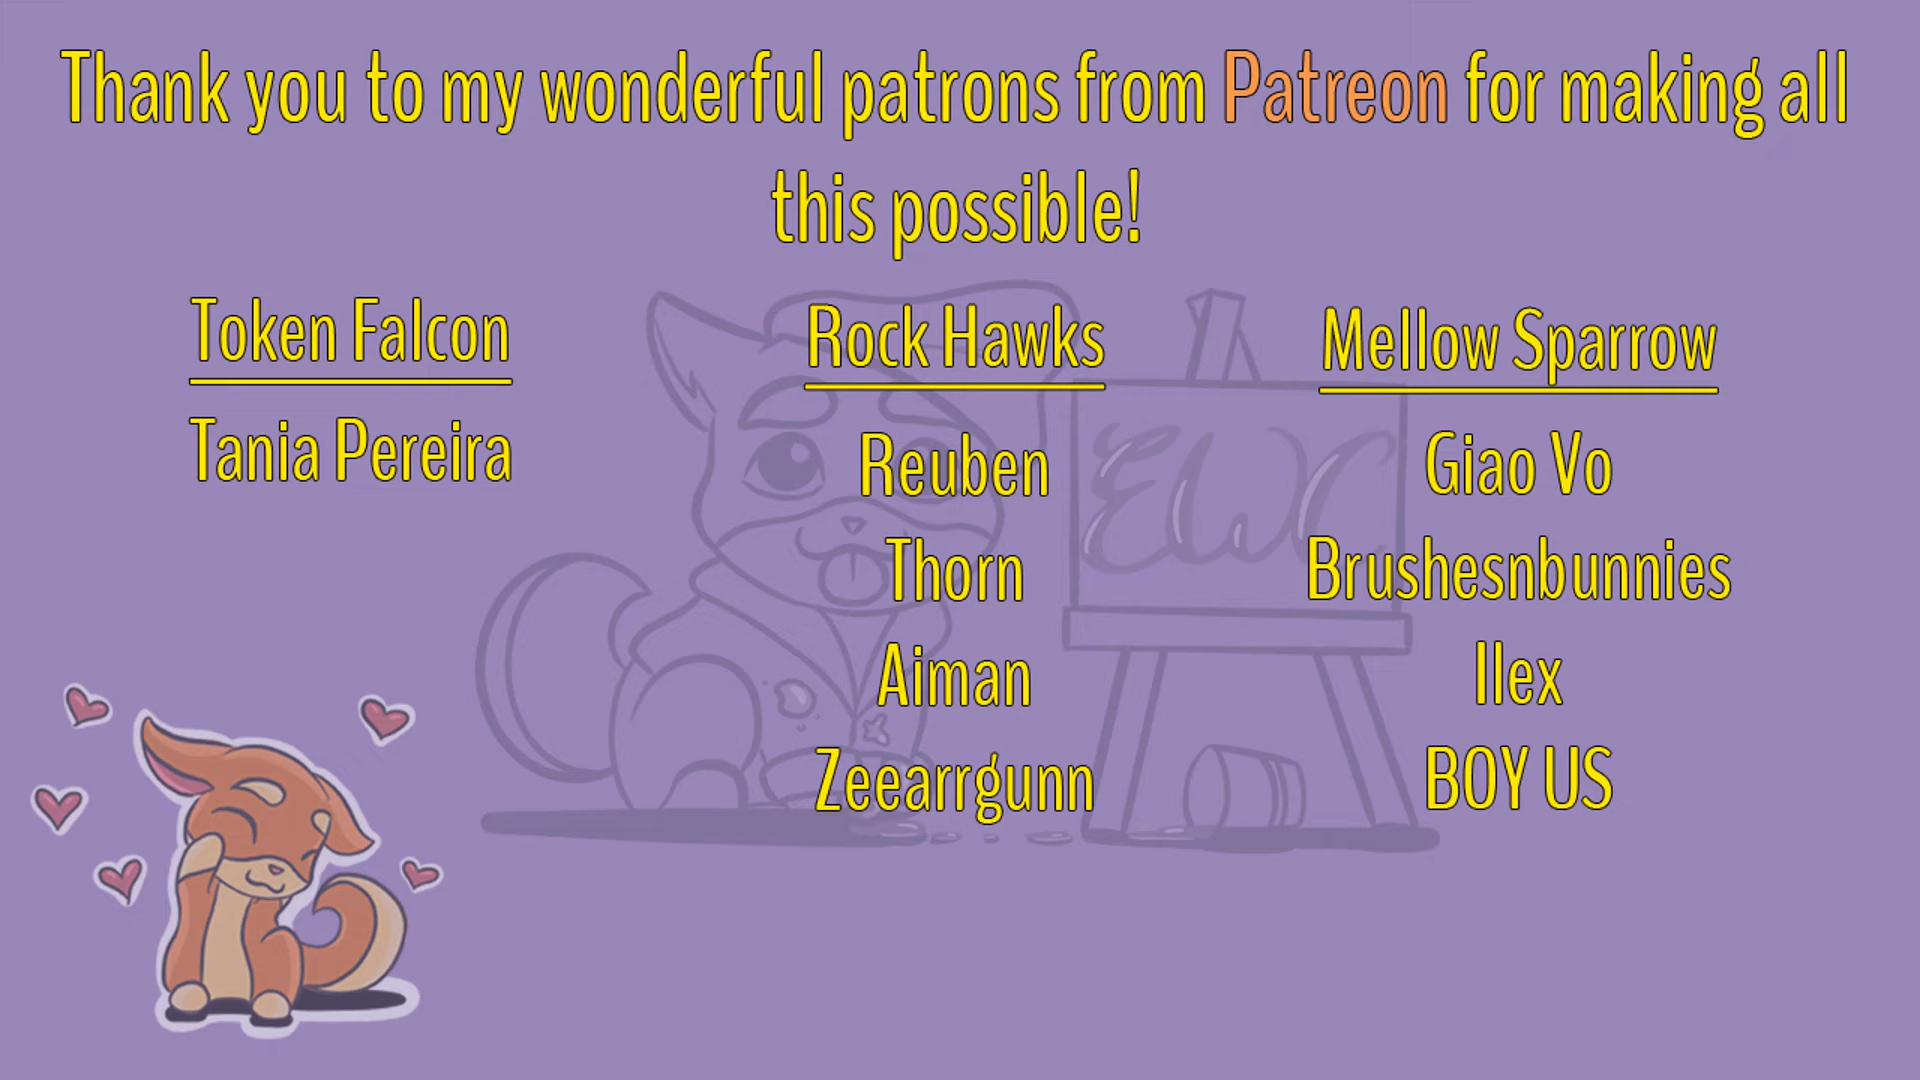 Thank you to my wonderful patrons from Patreon for making all
this possible!
Token Falcon
Tania Pereira
Rock Hawks
Reuben
Thorn
Aiman
Zeearrgunn
Mellow Sparrow
Giao Vo
Brushesnbunnies
Ilex
BOY US
EWC